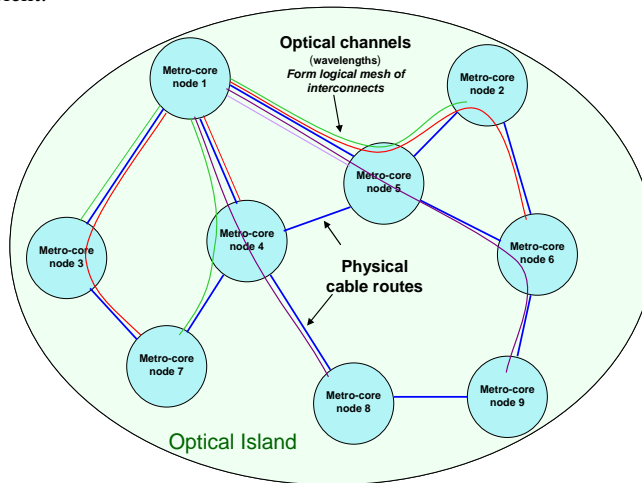 Optical channels
(wavelengths)
Form logical mesh of
interconnects
Metro-core
node 1
Metro-core
node 2
Metro-core
node 5
Metro-core
node 4
Metro-core
node 3
Metro-core
node 6
Physical
cable routes
Metro-core
node 7
Metro-core
node 8
Metro-core
node 9
Optical Island